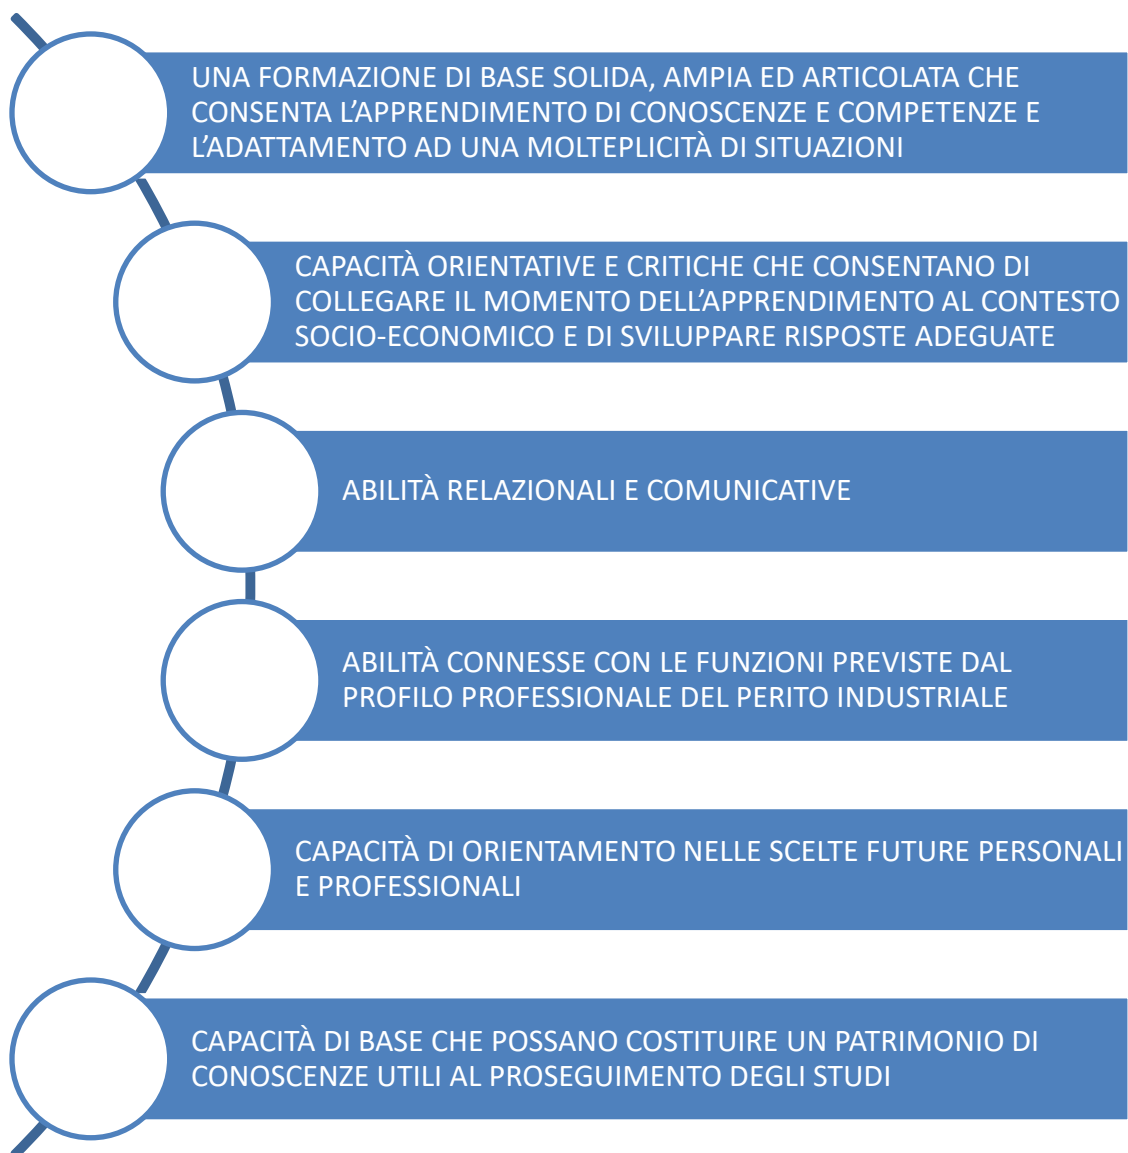 UNA FORMAZIONE DI BASE SOLIDA, AMPIA ED ARTICOLATA CHE
CONSENTA L’APPRENDIMENTO DI CONOSCENZE E COMPETENZE E
L’ADATTAMENTO AD UNA MOLTEPLICITÀ DI SITUAZIONI
CAPACITÀ ORIENTATIVE E CRITICHE CHE CONSENTANO DI
COLLEGARE IL MOMENTO DELL’APPRENDIMENTO AL CONTESTO
SOCIO-ECONOMICO E DI SVILUPPARE RISPOSTE ADEGUATE
ABILITÀ RELAZIONALI E COMUNICATIVE
ABILITÀ CONNESSE CON LE FUNZIONI PREVISTE DAL
PROFILO PROFESSIONALE DEL PERITO INDUSTRIALE
CAPACITÀ DI ORIENTAMENTO NELLE SCELTE FUTURE PERSONALI
E PROFESSIONALI
CAPACITÀ DI BASE CHE POSSANO COSTITUIRE UN PATRIMONIO DI
CONOSCENZE UTILI AL PROSEGUIMENTO DEGLI STUDI